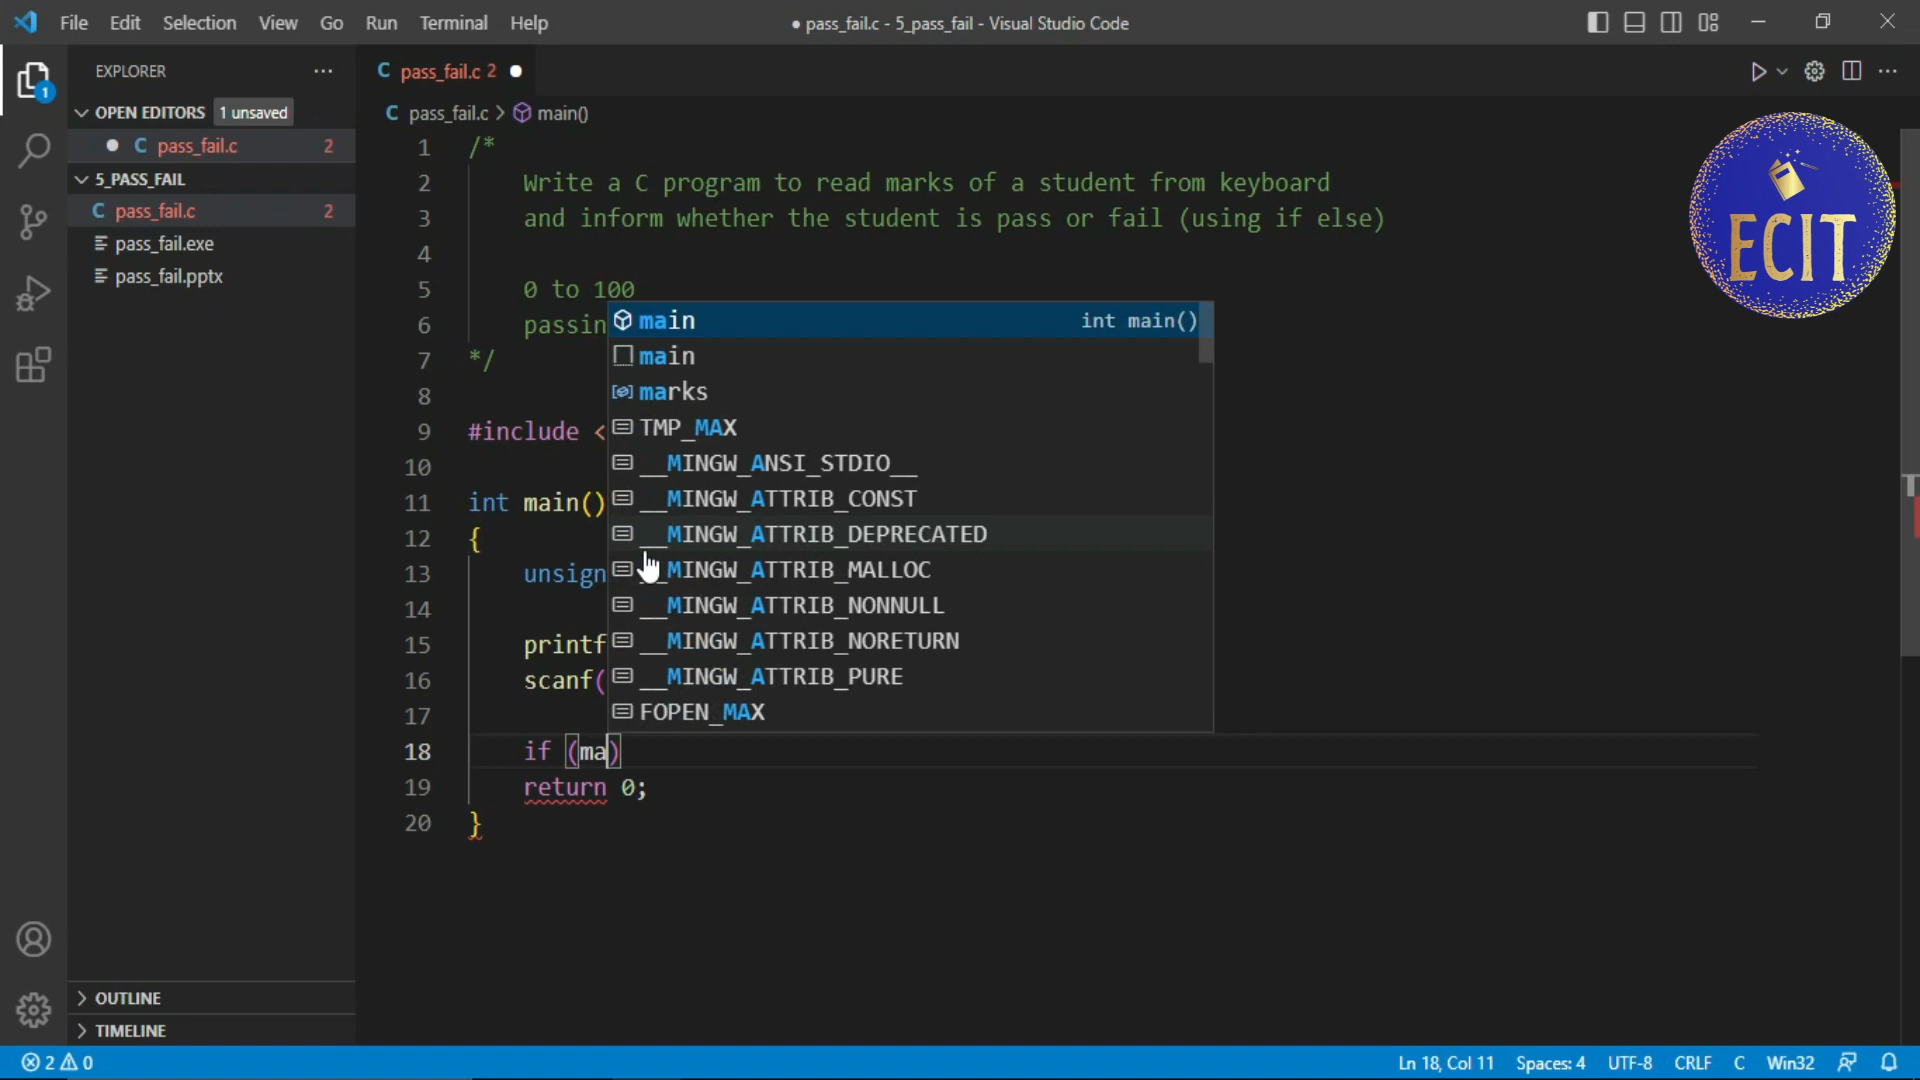 File Edit Selection View Go Run Terminal Help
● pass_fail.c - 5_pass_fail - Visual Studio Code
EXPLORER
OPEN EDITORS 1 unsaved
C pass_fail.c 2
5_PASS_FAIL
C pass_fail.c 2
pass_fail.exe
pass_fail.pptx
OUTLINE
TIMELINE
1
C pass_fail.c 2
C pass_fail.c > main()
1 /*
2 Write a C program to read marks of a student from keyboard
3 and inform whether the student is pass or fail (using if else)
4
5 0 to 100
6 passin
7 */
8
9 #include <
10
11 int main()
12 {
13 unsign
14
15 printf
16 scanf(
17
18 if (ma)
19 return 0;
20 }
main int main()
main
marks
TMP_MAX
__MINGW_ANSI_STDIO__
__MINGW_ATTRIB_CONST
__MINGW_ATTRIB_DEPRECATED
__MINGW_ATTRIB_MALLOC
__MINGW_ATTRIB_NONNULL
__MINGW_ATTRIB_NORETURN
__MINGW_ATTRIB_PURE
FOPEN_MAX
ECIT
2 0
Ln 18, Col 11 Spaces: 4 UTF-8 CRLF C Win32